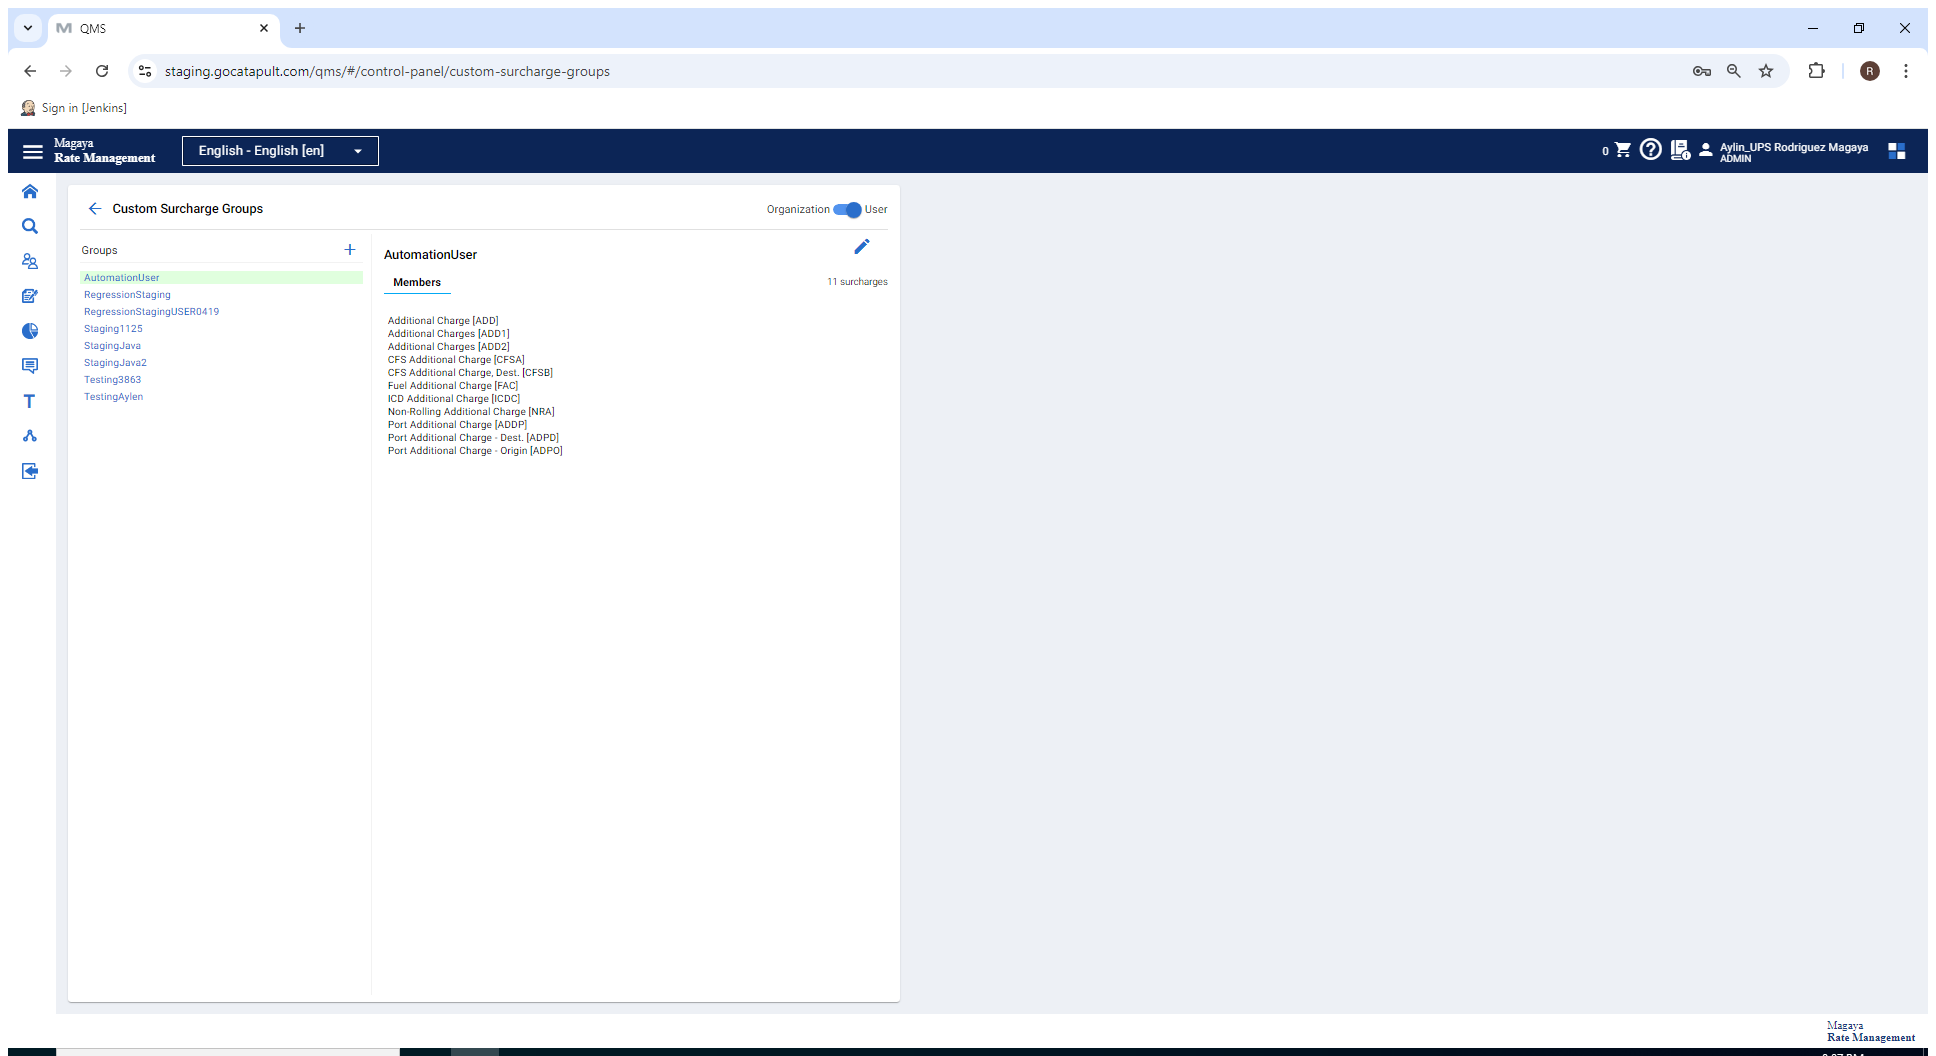 QMS
staging.gocatapult.com/qms/#/control-panel/custom-surcharge-groups
R
Sign in [Jenkins]
Magaya
Rate Management
English - English [en]
0
Aylin_UPS Rodriguez Magaya
ADMIN
Custom Surcharge Groups
Organization
User
Groups
AutomationUser
RegressionStaging
RegressionStagingUSER0419
Staging1125
StagingJava
StagingJava2
Testing3863
TestingAylen
AutomationUser
Members
11 surcharges
Additional Charge [ADD]
Additional Charges [ADD1]
Additional Charges [ADD2]
CFS Additional Charge [CFSA]
CFS Additional Charge, Dest. [CFSB]
Fuel Additional Charge [FAC]
ICD Additional Charge [ICDC]
Non-Rolling Additional Charge [NRA]
Port Additional Charge [ADDP]
Port Additional Charge - Dest. [ADPD]
Port Additional Charge - Origin [ADPO]
Magaya
Rate Management